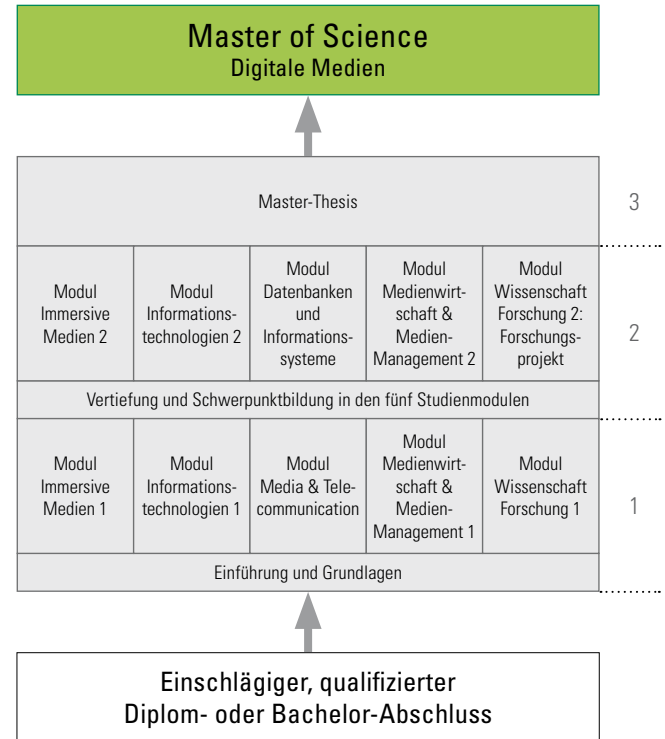 Master of Science
Digitale Medien
Master-Thesis
3
Modul
Immersive
Medien 2
Modul
Informations-
technologien 2
Modul
Datenbanken
und
Informations-
systeme
Modul
Medienwirt-
schaft &
Medien-
Management 2
Modul
Wissenschaft
Forschung 2:
Forschungs-
projekt
2
Vertiefung und Schwerpunktbildung in den fünf Studienmodulen
Modul
Immersive
Medien 1
Modul
Informations-
technologien 1
Modul
Media & Tele-
communication
Modul
Medienwirt-
schaft &
Medien-
Management 1
Modul
Wissenschaft
Forschung 1
1
Einführung und Grundlagen
Einschlägiger, qualifizierter
Diplom- oder Bachelor-Abschluss